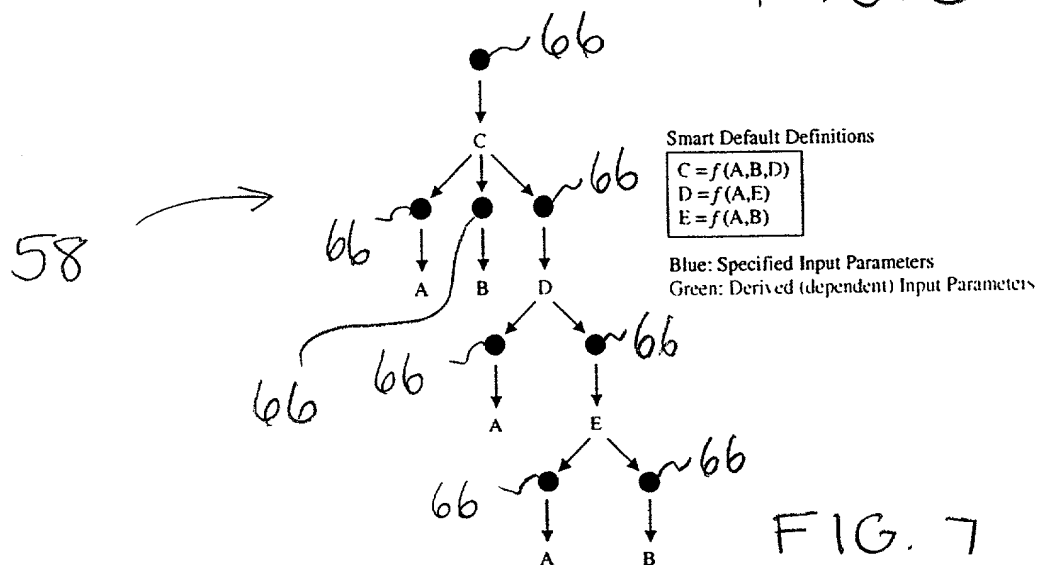 66
C
Smart Default Definitions
C = f(A,B,D)
D = f(A,E)
E = f(A,B)
66
66
58
Blue: Specified Input Parameters
Green: Derived (dependent) Input Parameters
A B D
66
66
66
A E
66
66
A B
FIG. 7